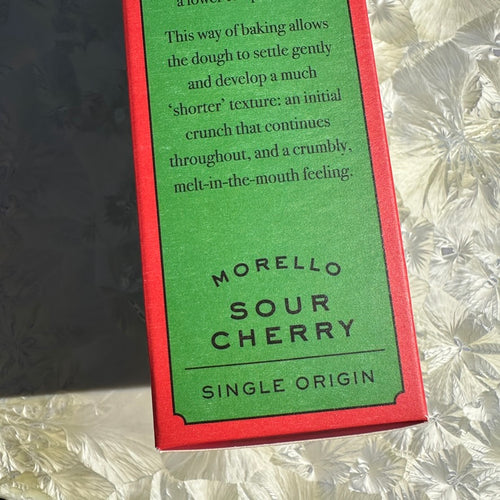 a lower
This way of baking allows
the dough to settle gently
and develop a much
‘shorter’ texture: an initial
crunch that continues
throughout, and a crumbly,
melt-in-the-mouth feeling.
MORELLO
SOUR
CHERRY
SINGLE ORIGIN